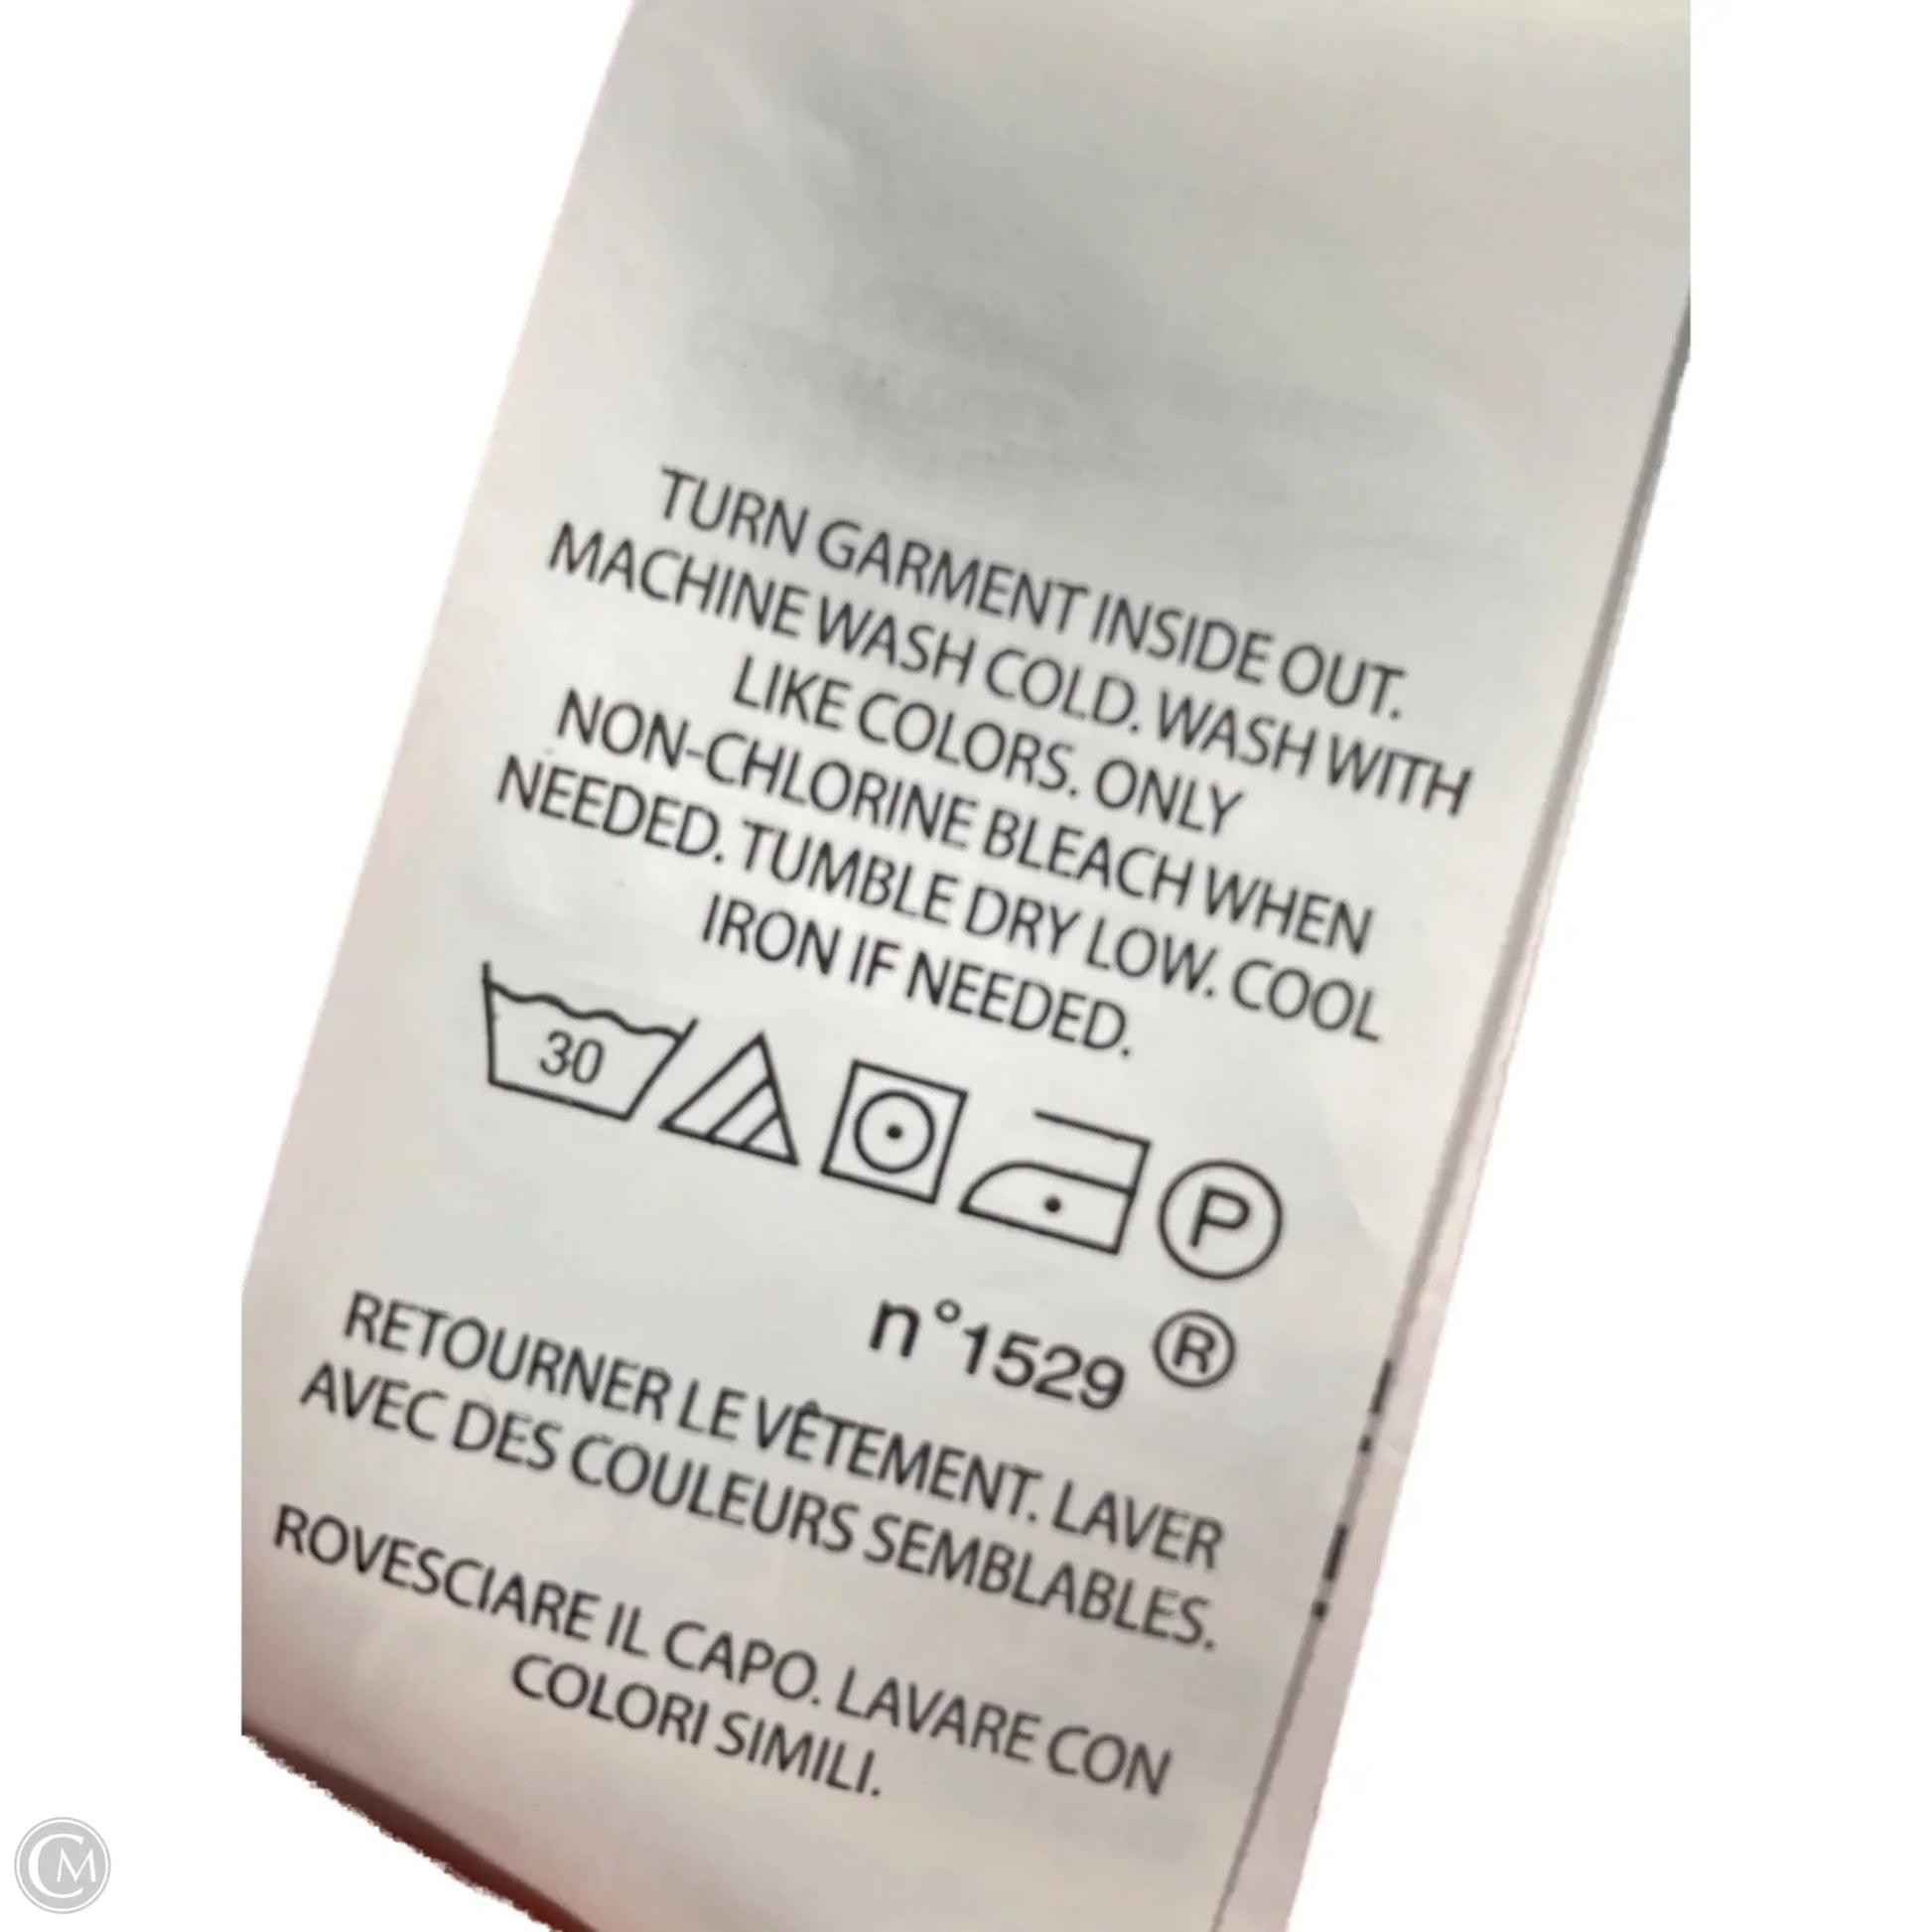 TURN GARMENT INSIDE OUT.
MACHINE WASH COLD. WASH WITH
LIKE COLORS. ONLY
NON-CHLORINE BLEACH WHEN
NEEDED. TUMBLE DRY LOW. COOL
IRON IF NEEDED.
30
P
n°1529 ®
RETOURNER LE VÊTEMENT. LAVER
AVEC DES COULEURS SEMBLABLES.
ROVESCIARE IL CAPO. LAVARE CON
COLORI SIMILI.
CM